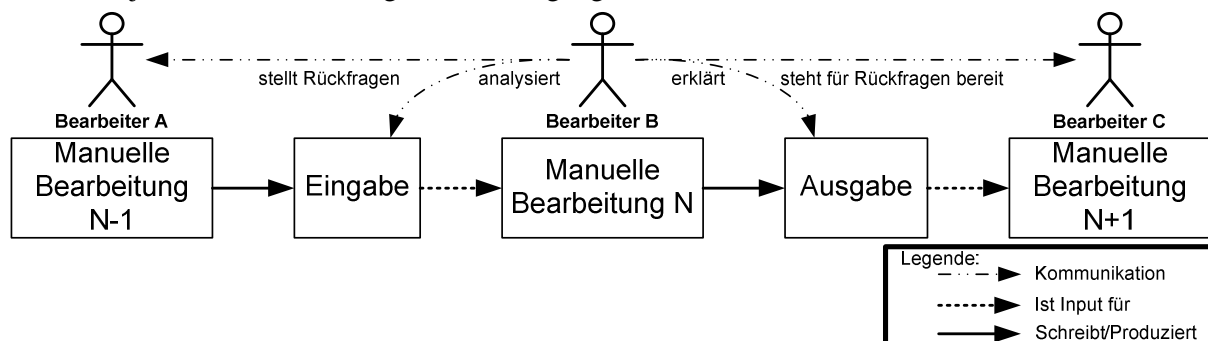 stellt Rückfragen
analysiert
erklärt
steht für Rückfragen bereit
Bearbeiter A
Bearbeiter B
Bearbeiter C
Manuelle
Bearbeitung
N-1
Eingabe
Manuelle
Bearbeitung N
Ausgabe
Manuelle
Bearbeitung
N+1
Legende:
Kommunikation
Ist Input für
Schreibt/Produziert